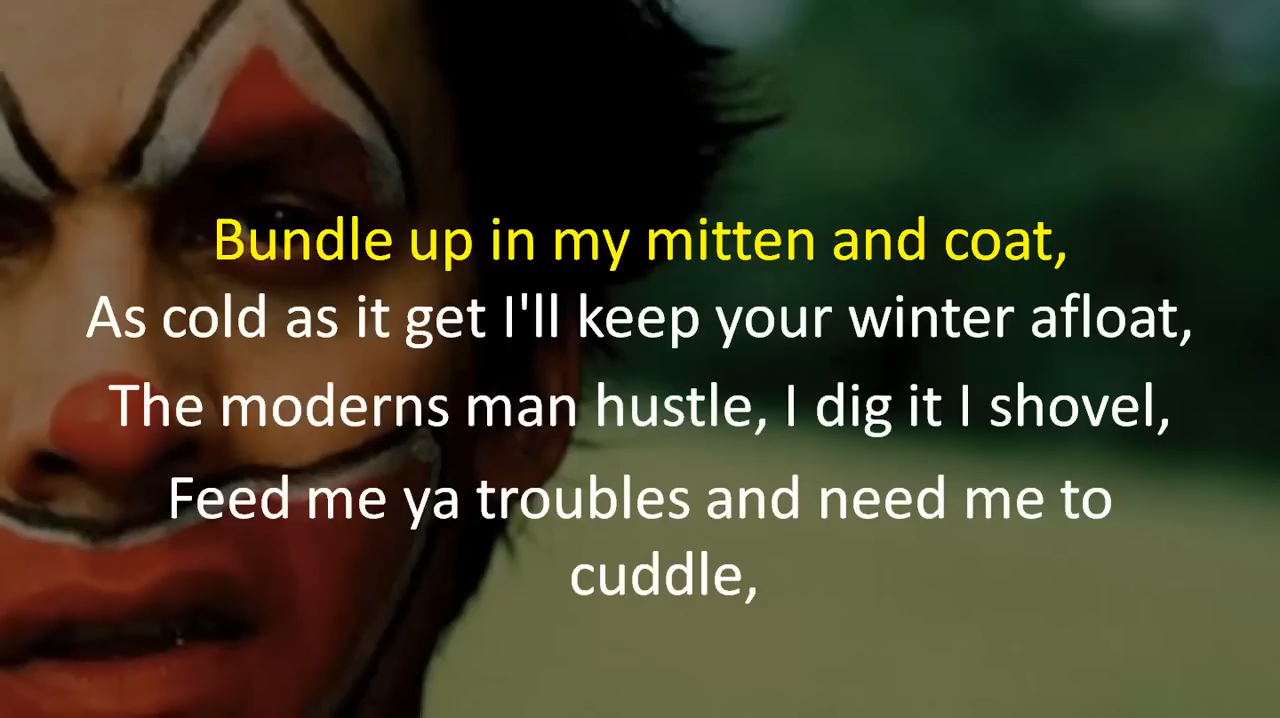 Bundle up in my mitten and coat,
As cold as it get I'll keep your winter afloat,
The moderns man hustle, I dig it I shovel,
Feed me ya troubles and need me to
cuddle,